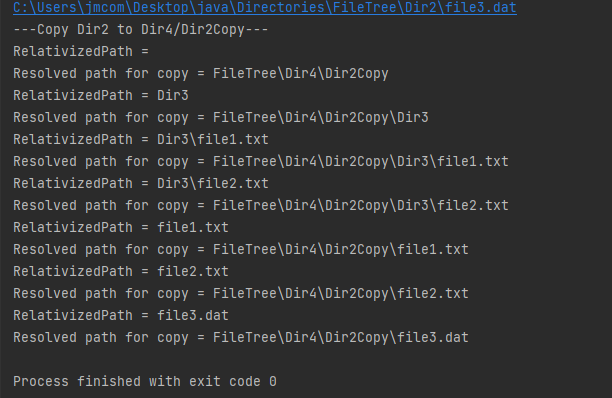 C:\Users\jmcom\Desktop\java\Directories\FileTree\Dir2\file3.dat
---Copy Dir2 to Dir4/Dir2Copy---
RelativizedPath =
Resolved path for copy = FileTree\Dir4\Dir2Copy
RelativizedPath = Dir3
Resolved path for copy = FileTree\Dir4\Dir2Copy\Dir3
RelativizedPath = Dir3\file1.txt
Resolved path for copy = FileTree\Dir4\Dir2Copy\Dir3\file1.txt
RelativizedPath = Dir3\file2.txt
Resolved path for copy = FileTree\Dir4\Dir2Copy\Dir3\file2.txt
RelativizedPath = file1.txt
Resolved path for copy = FileTree\Dir4\Dir2Copy\file1.txt
RelativizedPath = file2.txt
Resolved path for copy = FileTree\Dir4\Dir2Copy\file2.txt
RelativizedPath = file3.dat
Resolved path for copy = FileTree\Dir4\Dir2Copy\file3.dat
Process finished with exit code 0